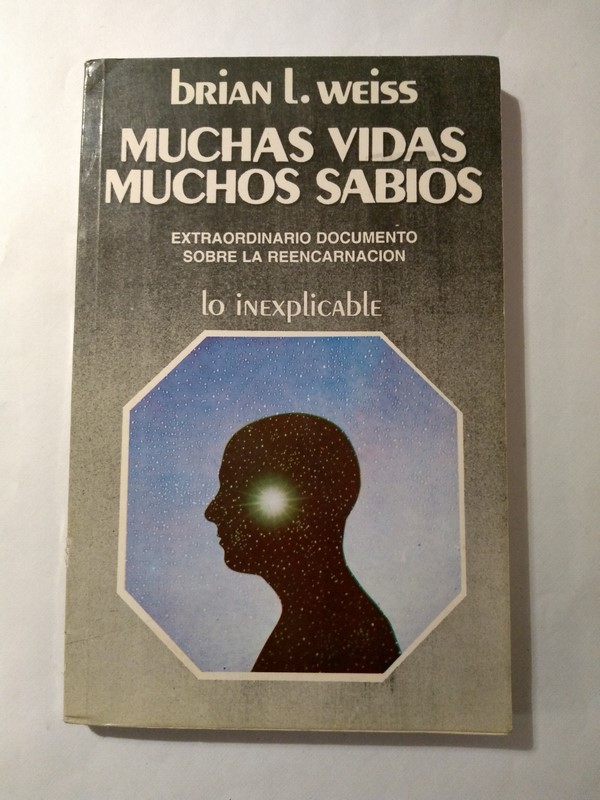 brian l. weiss
MUCHAS VIDAS
MUCHOS SABIOS
EXTRAORDINARIO DOCUMENTO
SOBRE LA REENCARNACION
lo inexplicable